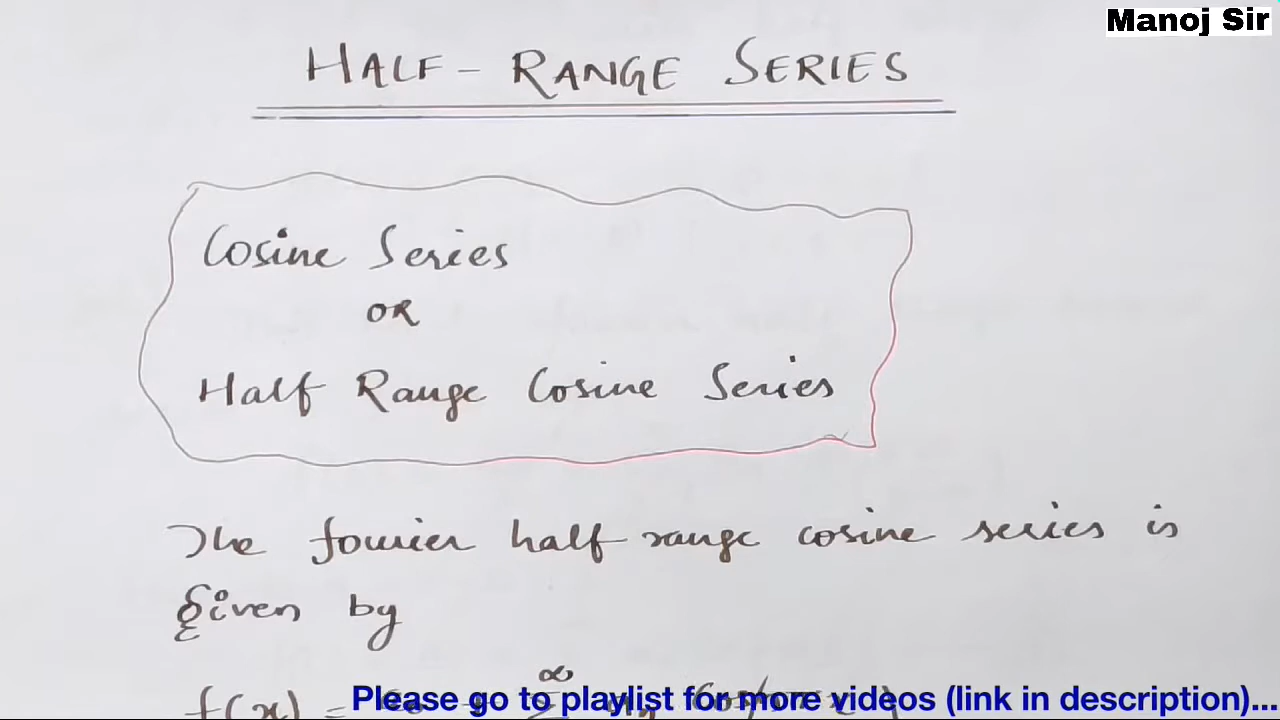 Manoj Sir
HALF - RANGE SERIES
Cosine Series
OR
Half Range Cosine Series
The fourier half range cosine series is
given by
∞
f(x) =
Please go to playlist for more videos (link in description)...